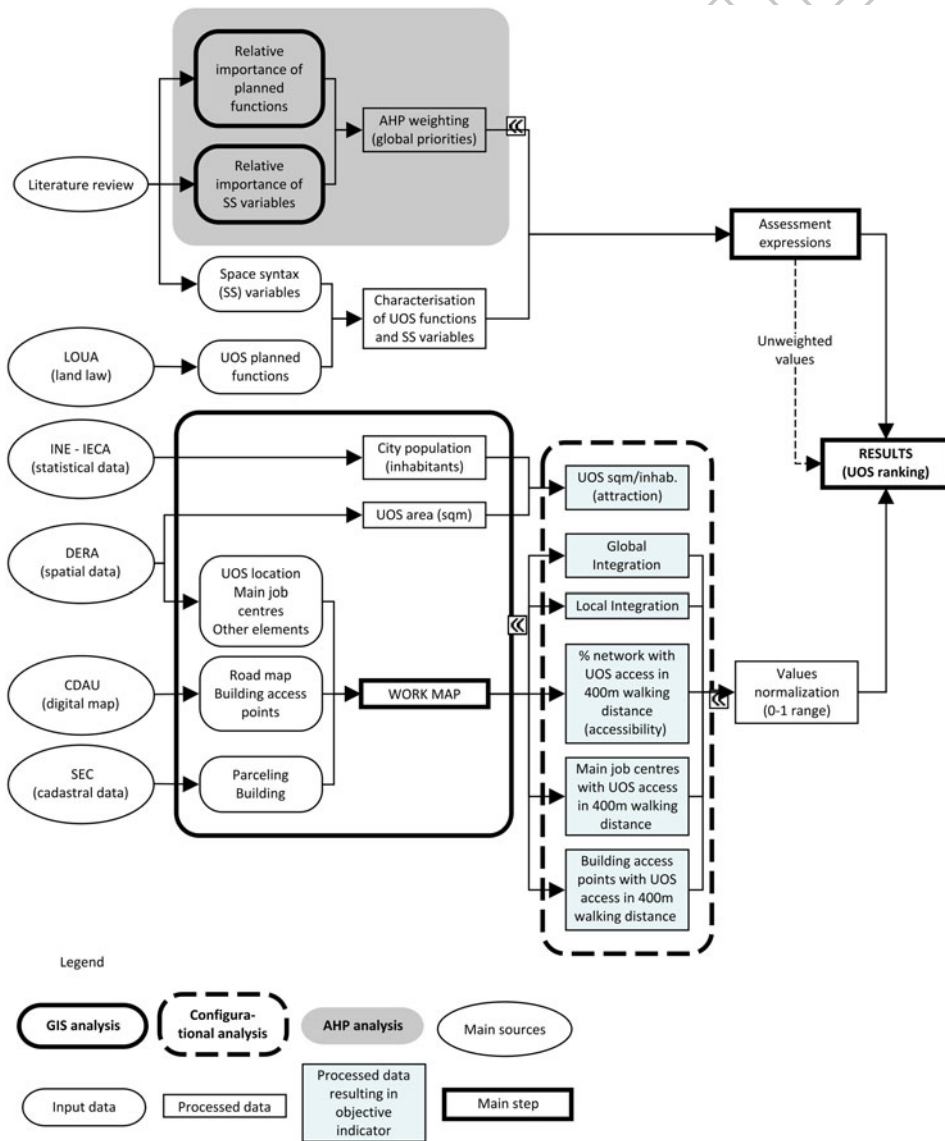 Relative
importance of
planned
functions
AHP weighting
(global priorities)
Relative
importance of
SS variables
Literature review
Assessment
expressions
Space syntax
(SS) variables
Characterisation
of UOS functions
and SS variables
Unweighted
values
LOUA
(land law)
UOS planned
functions
INE - IECA
(statistical data)
City population
(inhabitants)
UOS sqm/inhab.
(attraction)
RESULTS
(UOS ranking)
UOS area (sqm)
DERA
(spatial data)
Global
Integration
UOS location
Main job
centres
Other elements
Local Integration
CDAU
(digital map)
Road map
Building access
points
WORK MAP
% network with
UOS access in
400m walking
distance
(accessibility)
Values
normalization
(0-1 range)
SEC
(cadastral data)
Parceling
Building
Main job centres
with UOS access
in 400m walking
distance
Building access
points with UOS
access in 400m
walking distance
Legend
GIS analysis
Configura-
tional analysis
AHP analysis
Main sources
Input data
Processed data
Processed data
resulting in
objective
indicator
Main step